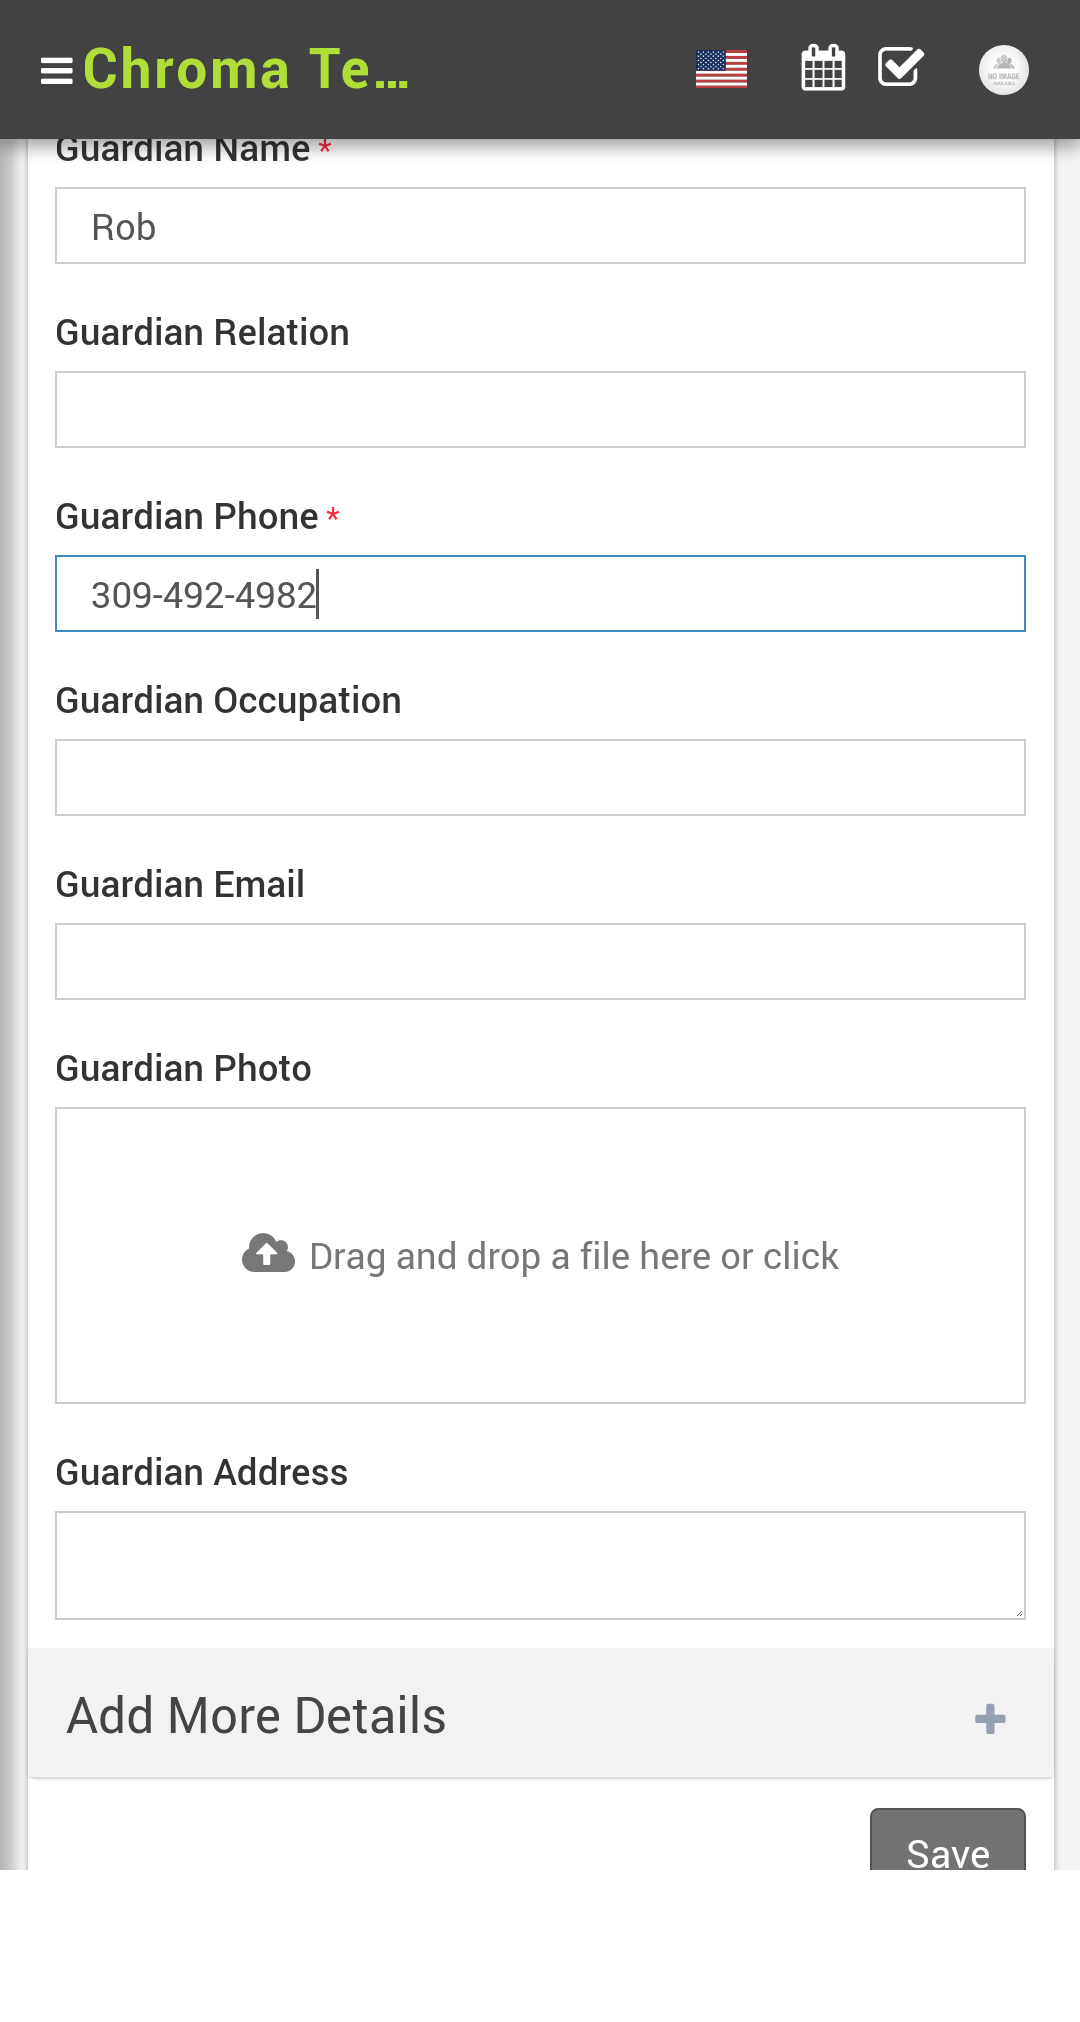 Chroma Te...
Guardian Name *
Rob
Guardian Relation
Guardian Phone *
309-492-4982
Guardian Occupation
Guardian Email
Guardian Photo
Drag and drop a file here or click
Guardian Address
Add More Details
Save
NO IMAGE
AVAILABLE